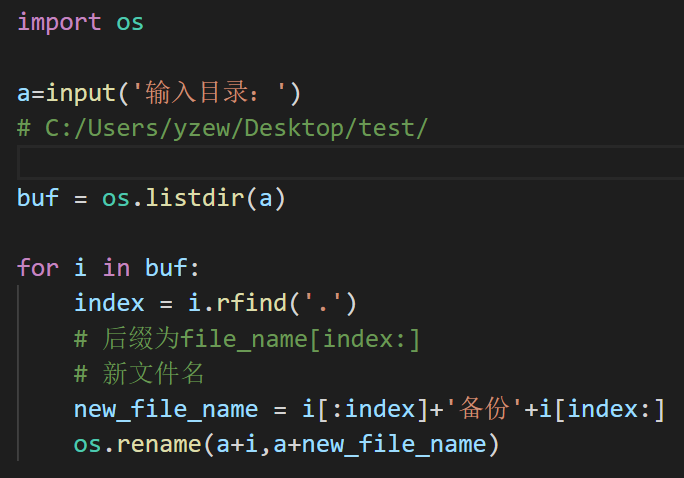 import os
a=input('输入目录：')
# C:/Users/yzew/Desktop/test/
buf = os.listdir(a)
for i in buf:
index = i.rfind('.')
# 后缀为file_name[index:]
# 新文件名
new_file_name = i[:index]+'备份'+i[index:]
os.rename(a+i,a+new_file_name)